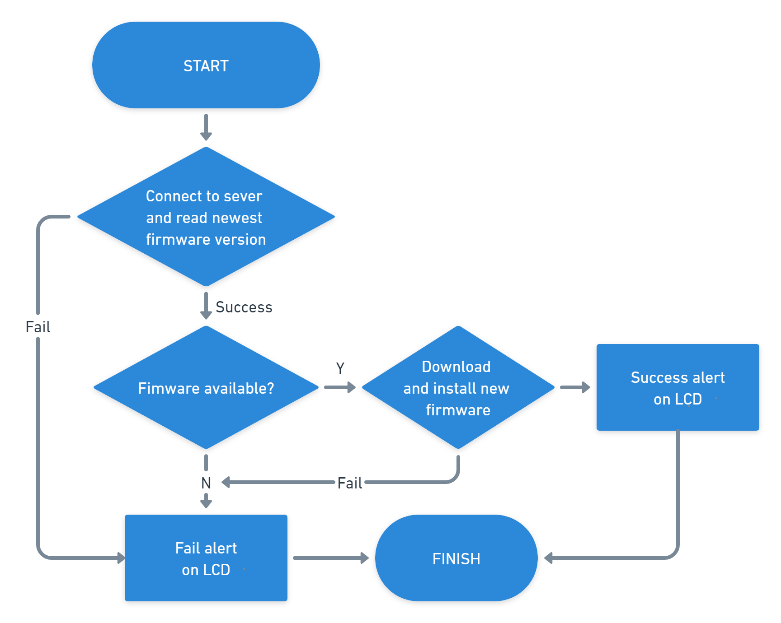 START
Connect to sever
and read newest
firmware version
Success
Fail
Fimware available?
Y
Download
and install new
firmware
Success alert
on LCD
N
Fail
Fail alert
on LCD
FINISH